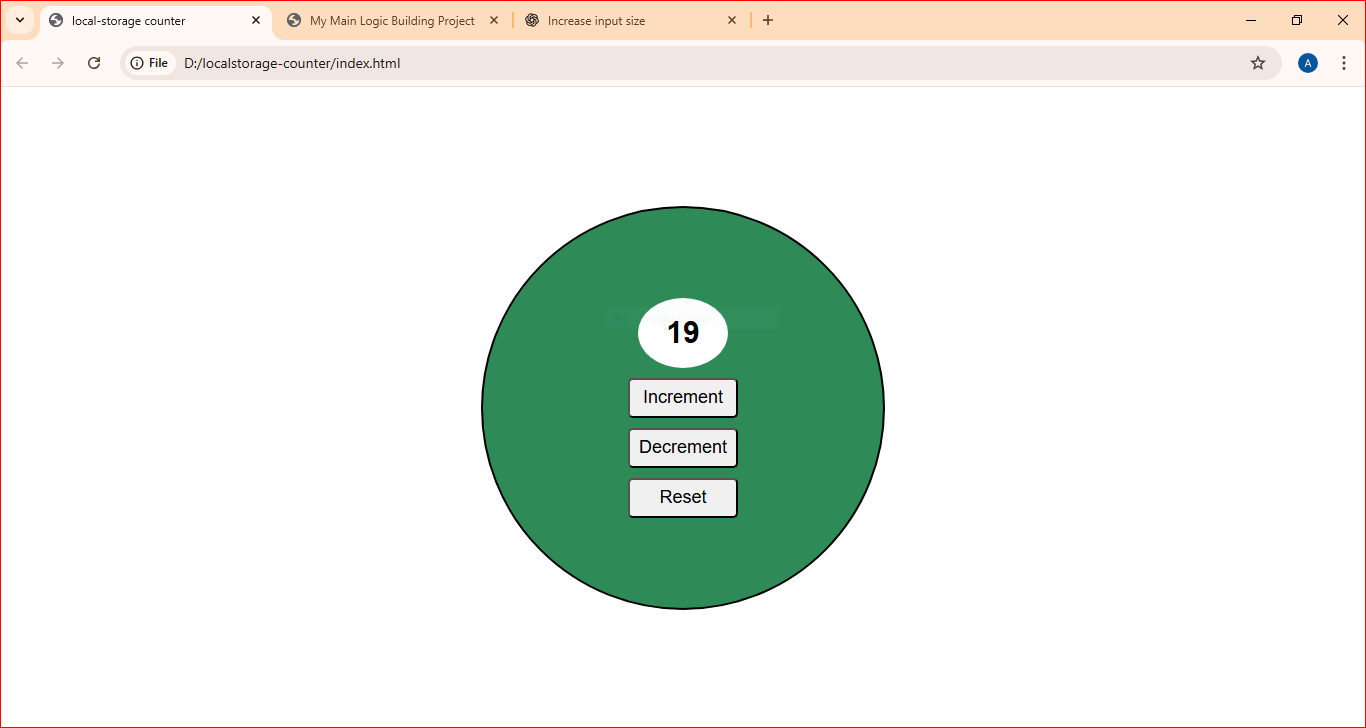 local-storage counter
My Main Logic Building Project
Increase input size
File
D:/localstorage-counter/index.html
A
19
Increment
Decrement
Reset